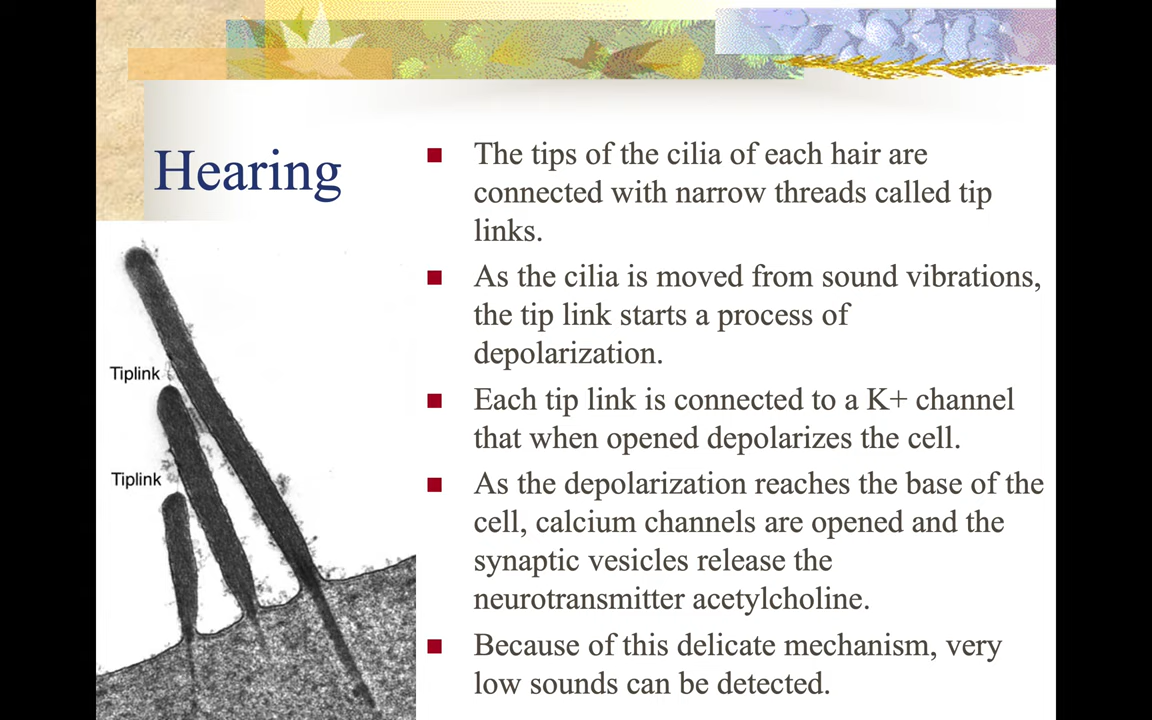 Hearing
The tips of the cilia of each hair are
connected with narrow threads called tip
links.
As the cilia is moved from sound vibrations,
the tip link starts a process of
depolarization.
Each tip link is connected to a K+ channel
that when opened depolarizes the cell.
As the depolarization reaches the base of the
cell, calcium channels are opened and the
synaptic vesicles release the
neurotransmitter acetylcholine.
Because of this delicate mechanism, very
low sounds can be detected.
Tiplink
Tiplink